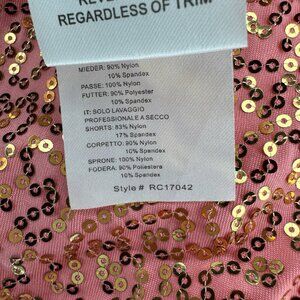 REGARDLESS OF TRIM
MIEDER: 90% Nylon
10% Spandex
PASSE: 100% Nylon
FUTTER: 90% Polyester
10% Spandex
IT: SOLO LAVAGGIO
PROFESSIONALE A SECCO
SHORTS: 83% Nylon
17% Spandex
CORPETTO: 90% Nylon
10% Spandex
SPRONE: 100% Nylon
FODERA: 90% Polyester
10% Spandex
Style # RC17042